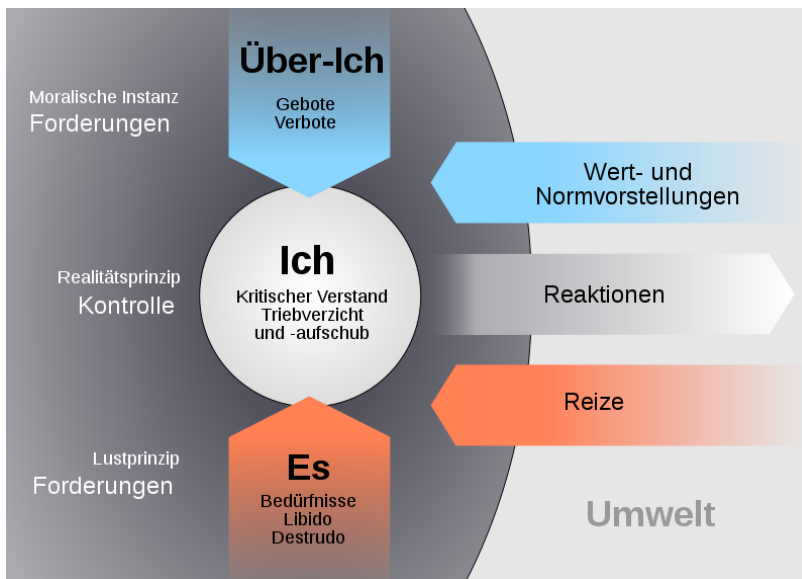 Über-Ich
Gebote
Verbote
Moralische Instanz
Forderungen
Wert- und
Normvorstellungen
Ich
Kritischer Verstand
Triebverzicht
und -aufschub
Realitätsprinzip
Kontrolle
Reaktionen
Reize
Es
Bedürfnisse
Libido
Destrudo
Lustprinzip
Forderungen
Umwelt